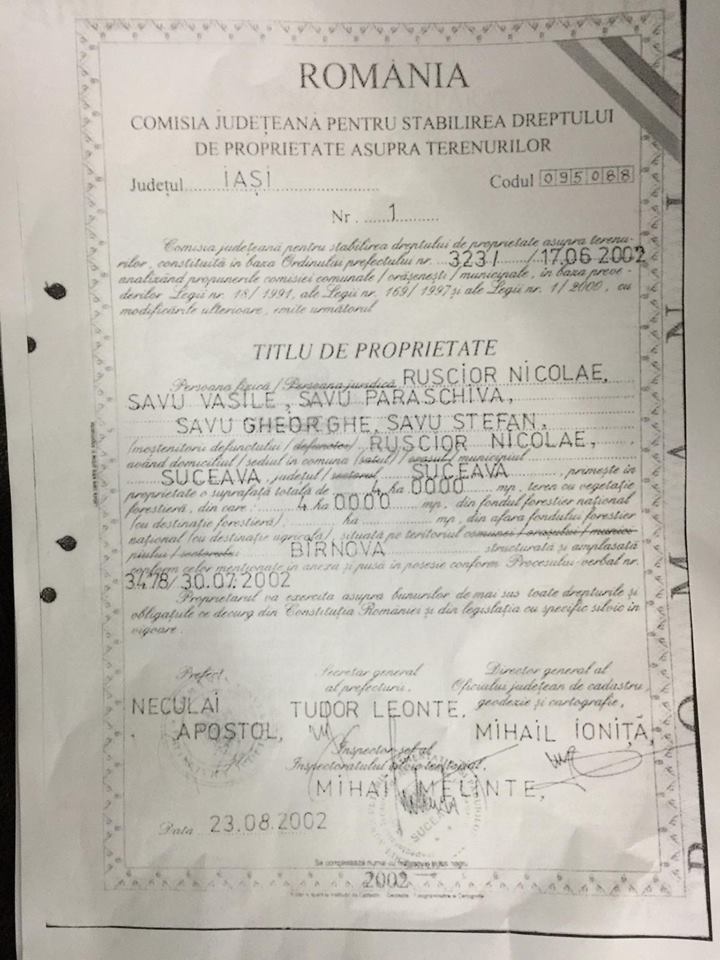 ROMÂNIA
COMISIA JUDEȚEANĂ PENTRU STABILIREA DREPTULUI
DE PROPRIETATE ASUPRA TERENURILOR
Județul....... IAȘI ....... Codul 095088
Nr. ..... 1 .....
Comisia județeană pentru stabilirea dreptului de proprietate asupra terenu-
rilor, constituită în baza Ordinului prefectului nr. 3231 / 17.06 2002
analizând propunerile comisiei comunale / orășenești / municipale, în baza preve-
derilor Legii nr. 18/ 1991, ale Legii nr. 169/ 1997 și ale Legii nr. 1/ 2000, cu
modificările ulterioare, emite următorul
TITLU DE PROPRIETATE
Persoana fizică / Persoana juridică RUSCIOR NICOLAE,
SAVU VASILE, SAVU PARASCHIVA,
SAVU GHEORGHE, SAVU STEFAN,
(moștenitorii defunctului / defunctei) RUSCIOR NICOLAE,
având domiciliul / sediul în comuna (satul) / orașul / municipiul
SUCEAVA, județul / sectorul SUCEAVA, primește în
proprietate o suprafață totală de 4 ha 0000 mp, teren cu vegetație
forestieră, din care: 4 ha 0000 mp, din fondul forestier național
(cu destinație forestieră), ha mp, din afara fondului forestier
național (cu destinație agricolă), situată pe teritoriul comunei / orașului / munici-
piului / sectorului BIRNOVA structurată și amplasată
conform celor menționate în anexă și pusă în posesie conform Procesului-verbal nr.
3478/ 30.07.2002
Proprietarul va exercita asupra bunurilor de mai sus toate drepturile și
obligațiile ce decurg din Constituția României și din legislația cu specific silvic în
vigoare.
Prefect, Secretar general al prefecturii, Director general al Oficiului județean de cadastru, geodezie și cartografie,
NECULAI APOSTOL, TUDOR LEONTE, MIHAIL IONIȚĂ,
Inspector șef al
Inspectoratului silvic teritorial,
MIHAI MELINTE,
SUCEAVA
Data 23.08.2002
2002